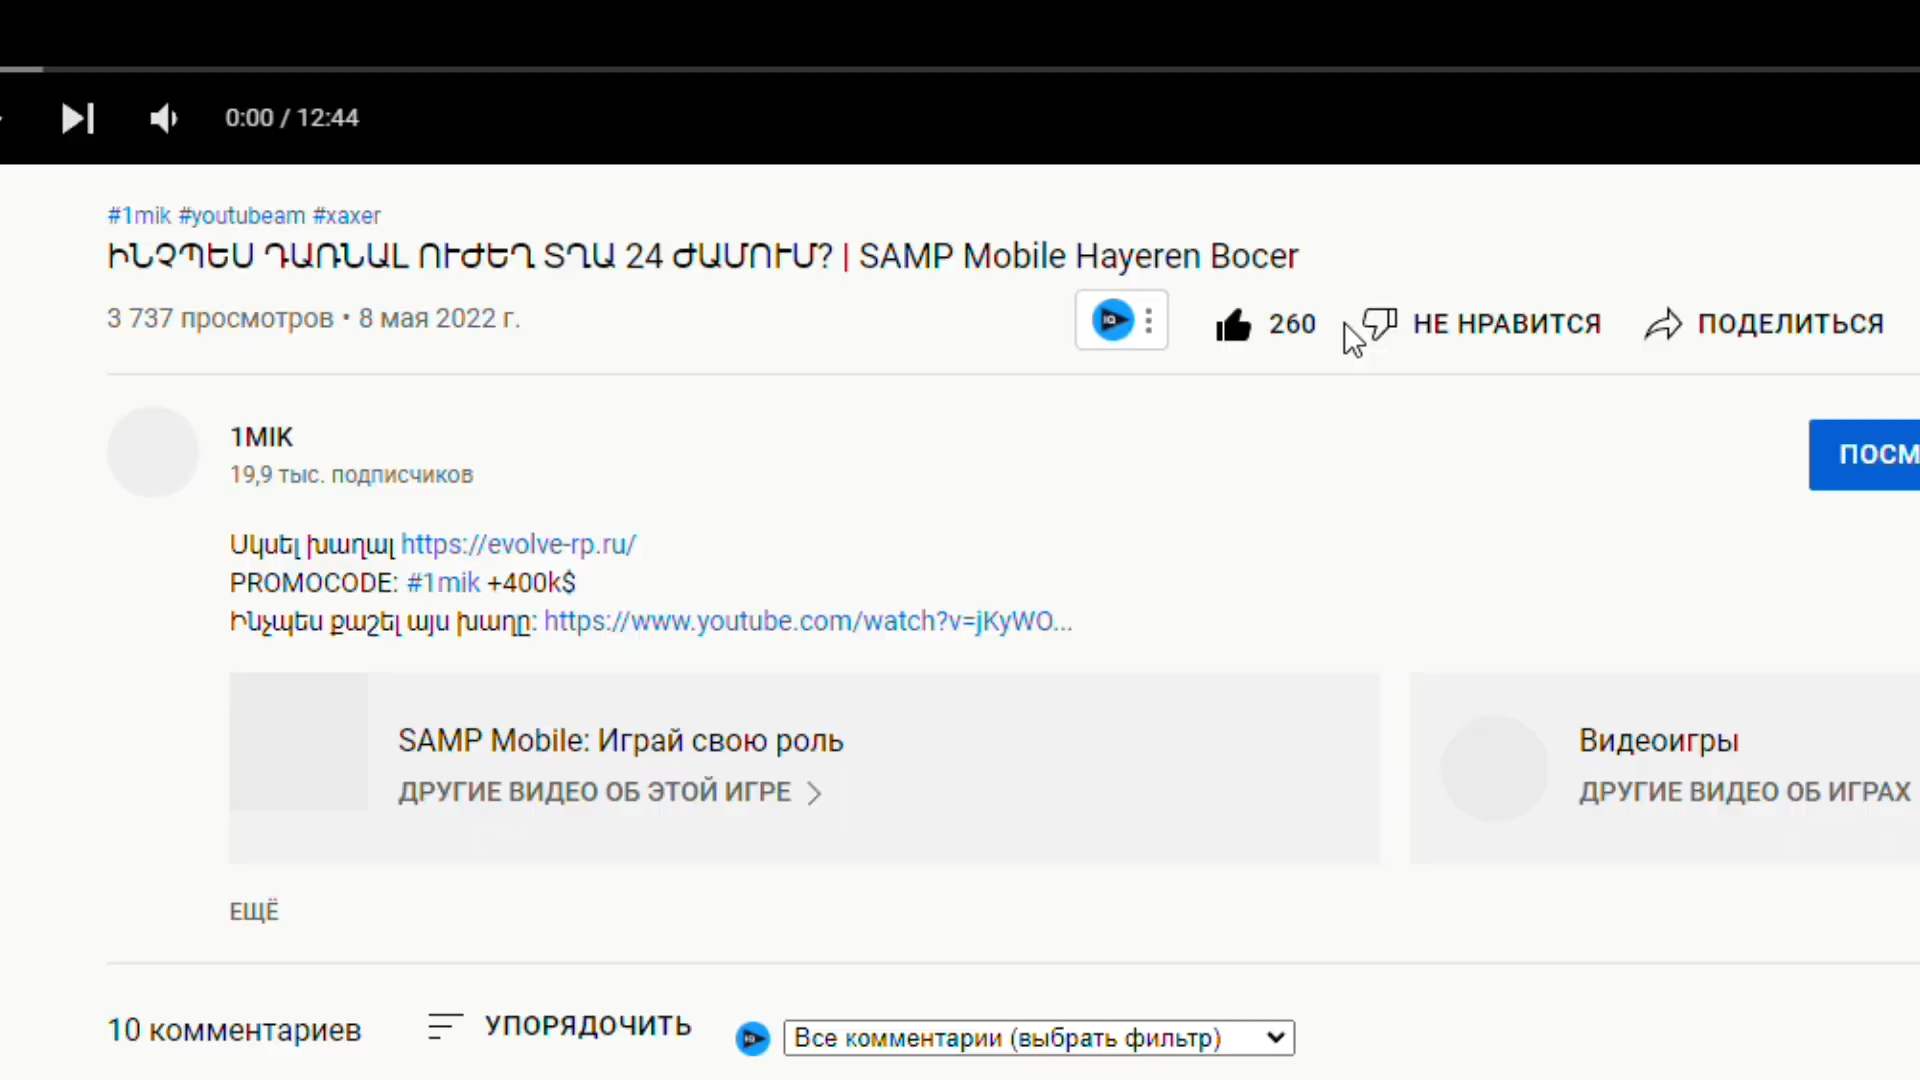 0:00 / 12:44
#1mik #youtubeam #xaxer
ԻՆՉՊԵՍ ԴԱՌՆԱԼ ՈՒԺԵՂ ՏՂԱ 24 ԺԱՄՈՒՄ? | SAMP Mobile Hayeren Bocer
3 737 просмотров • 8 мая 2022 г.
260 НЕ НРАВИТСЯ ПОДЕЛИТЬСЯ
1MIK
19,9 тыс. подписчиков
ПОСМ
Սկսել խաղալ https://evolve-rp.ru/
PROMOCODE: #1mik +400k$
Ինչպես քաշել այս խաղը: https://www.youtube.com/watch?v=jKyWO...
SAMP Mobile: Играй свою роль
ДРУГИЕ ВИДЕО ОБ ЭТОЙ ИГРЕ
Видеоигры
ДРУГИЕ ВИДЕО ОБ ИГРАХ
ЕЩЁ
10 комментариев УПОРЯДОЧИТЬ Все комментарии (выбрать фильтр)